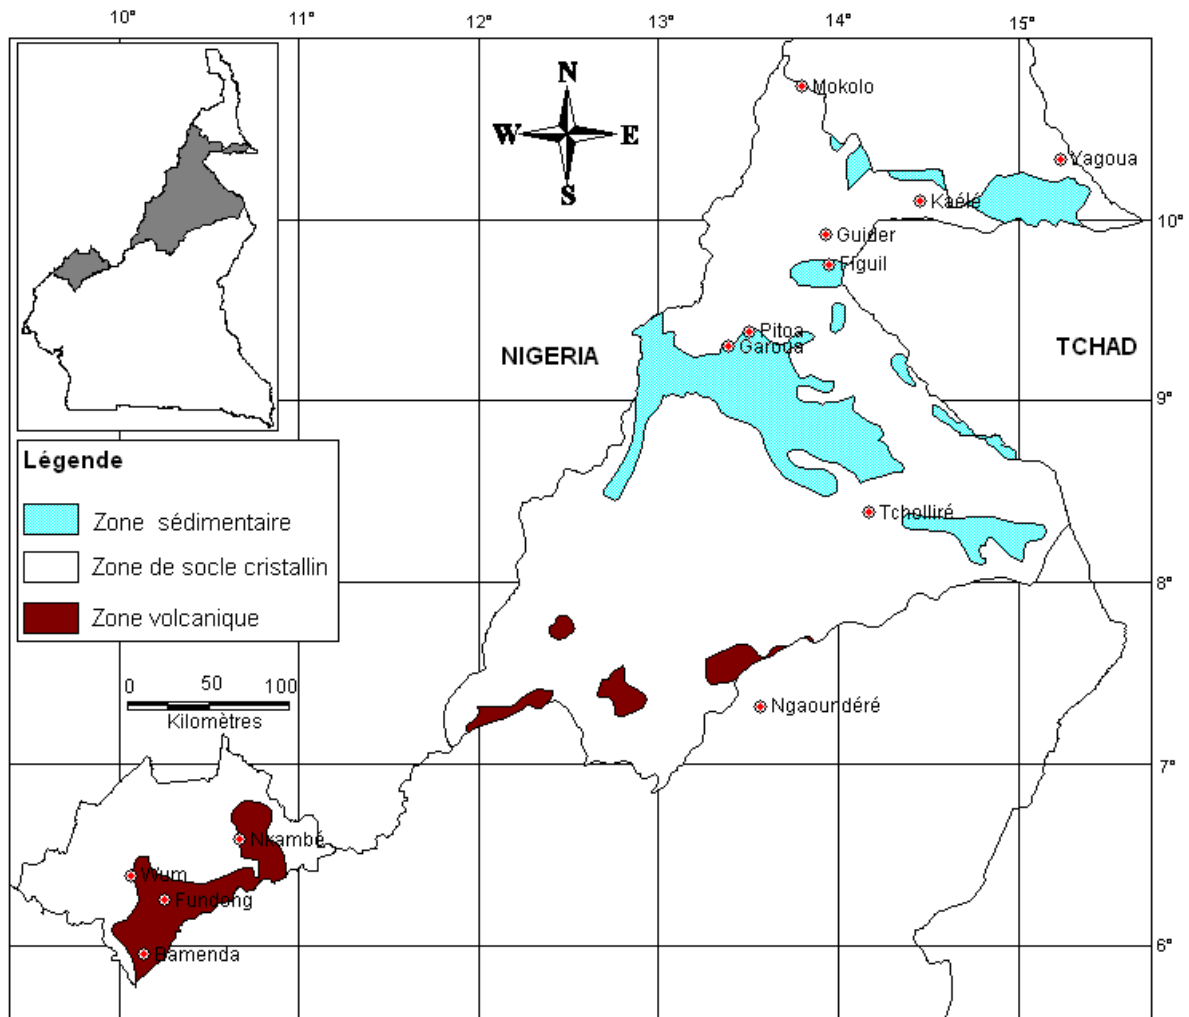 10° 11° 12° 13° 14° 15°
N
W E
S
Mokolo
Yagoua
Kaélé
10°
Guider
Figuil
Pitoa
Garoua
NIGERIA
TCHAD
9°
Légende
Zone sédimentaire
Zone de socle cristallin
Zone volcanique
Tcholliré
8°
0 50 100
Kilomètres
Ngaoundéré
7°
Nkambé
Wum
Fundong
Bamenda
6°